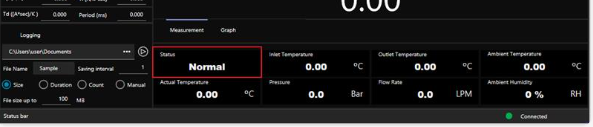 Td ((A*sec)/K) 0.000 Period (ms) 0.000
0.00
Logging
Measurement Graph
C:\Users\user\Documents ...
File Name Sample Saving interval 1
Size Duration Count Manual
File size up to 100 MB
Status
Normal
Inlet Temperature
0.00 °C
Outlet Temperature
0.00 °C
Ambient Temperature
0.00 °C
Actual Temperature
0.00 °C
Pressure
0.0 Bar
Flow Rate
0.0 LPM
Ambient Humidity
0 % RH
Status bar
Connected